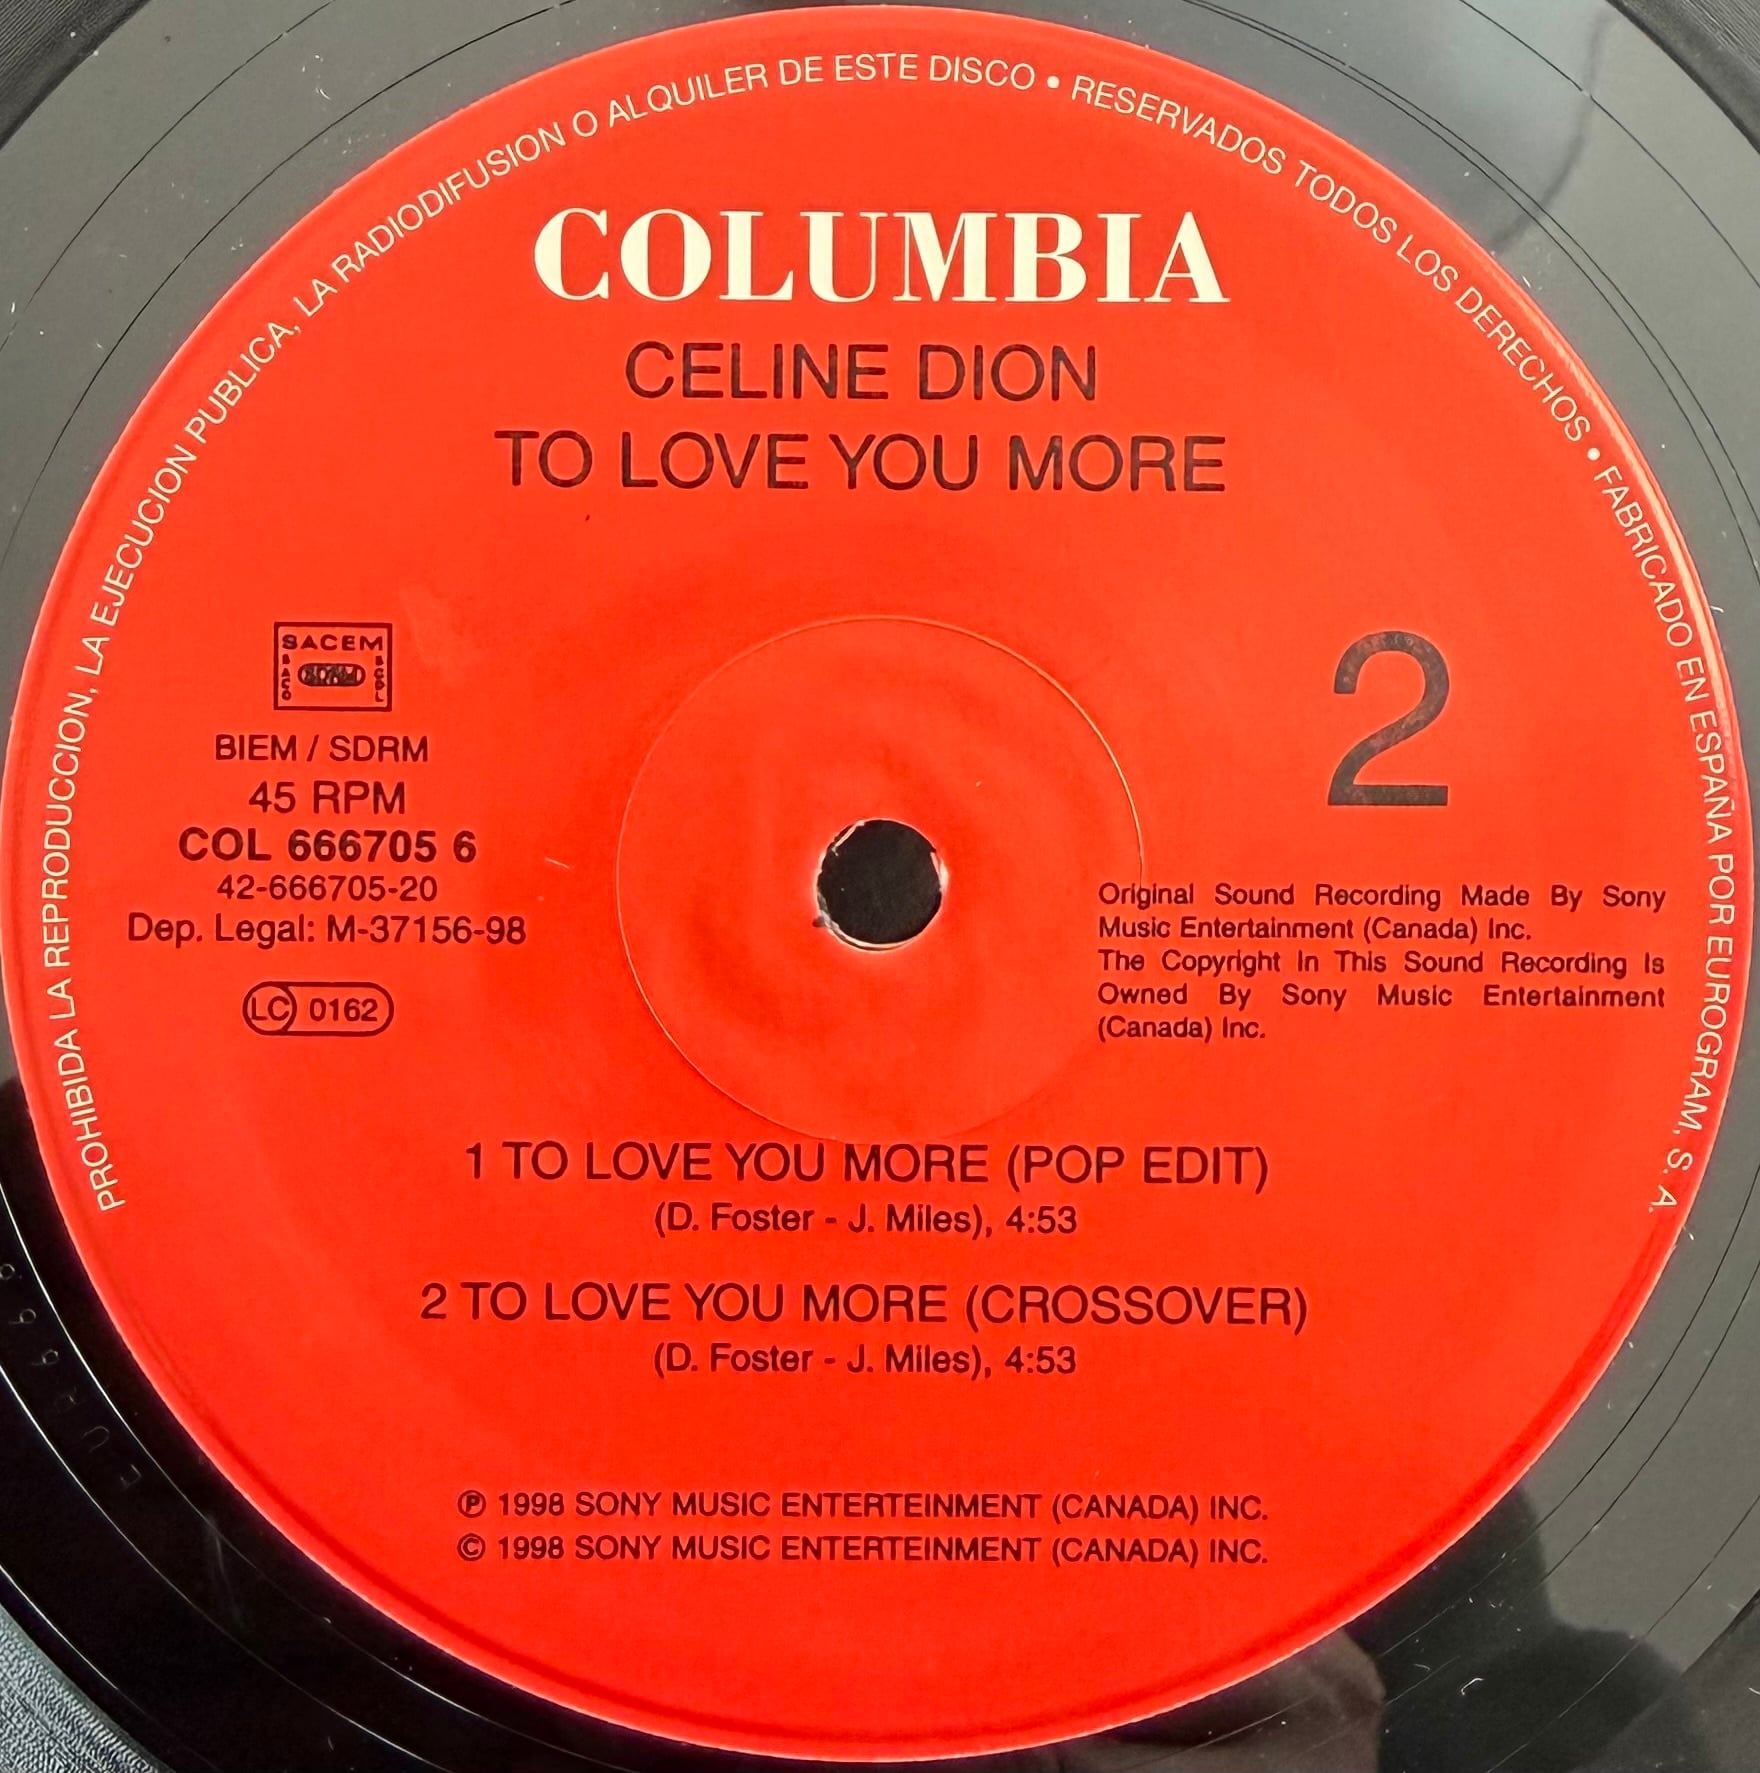 PROHIBIDA LA REPRODUCCION, LA EJECUCION PUBLICA, LA RADIODIFUSION O ALQUILER DE ESTE DISCO • RESERVADOS TODOS LOS DERECHOS • FABRICADO EN ESPAÑA POR EUROGRAM, S. A.
COLUMBIA
CELINE DION
TO LOVE YOU MORE
SACEM
SACD
SDRM
SGDL
BIEM / SDRM
45 RPM
COL 666705 6
42-666705-20
Dep. Legal: M-37156-98
LC 0162
2
Original Sound Recording Made By Sony
Music Entertainment (Canada) Inc.
The Copyright In This Sound Recording Is
Owned By Sony Music Entertainment
(Canada) Inc.
1 TO LOVE YOU MORE (POP EDIT)
(D. Foster - J. Miles), 4:53
2 TO LOVE YOU MORE (CROSSOVER)
(D. Foster - J. Miles), 4:53
℗ 1998 SONY MUSIC ENTERTEINMENT (CANADA) INC.
© 1998 SONY MUSIC ENTERTEINMENT (CANADA) INC.